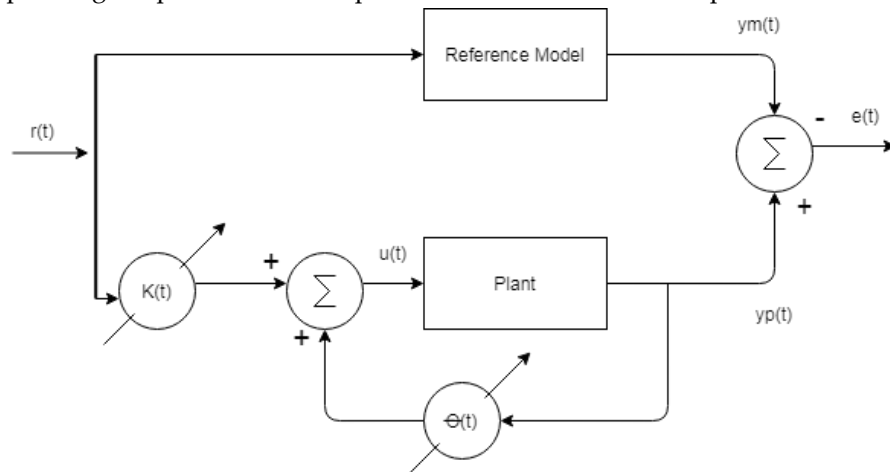 ym(t)
Reference Model
r(t)
-
e(t)
Σ
+
u(t)
+
K(t)
Σ
Plant
+
yp(t)
Θ(t)